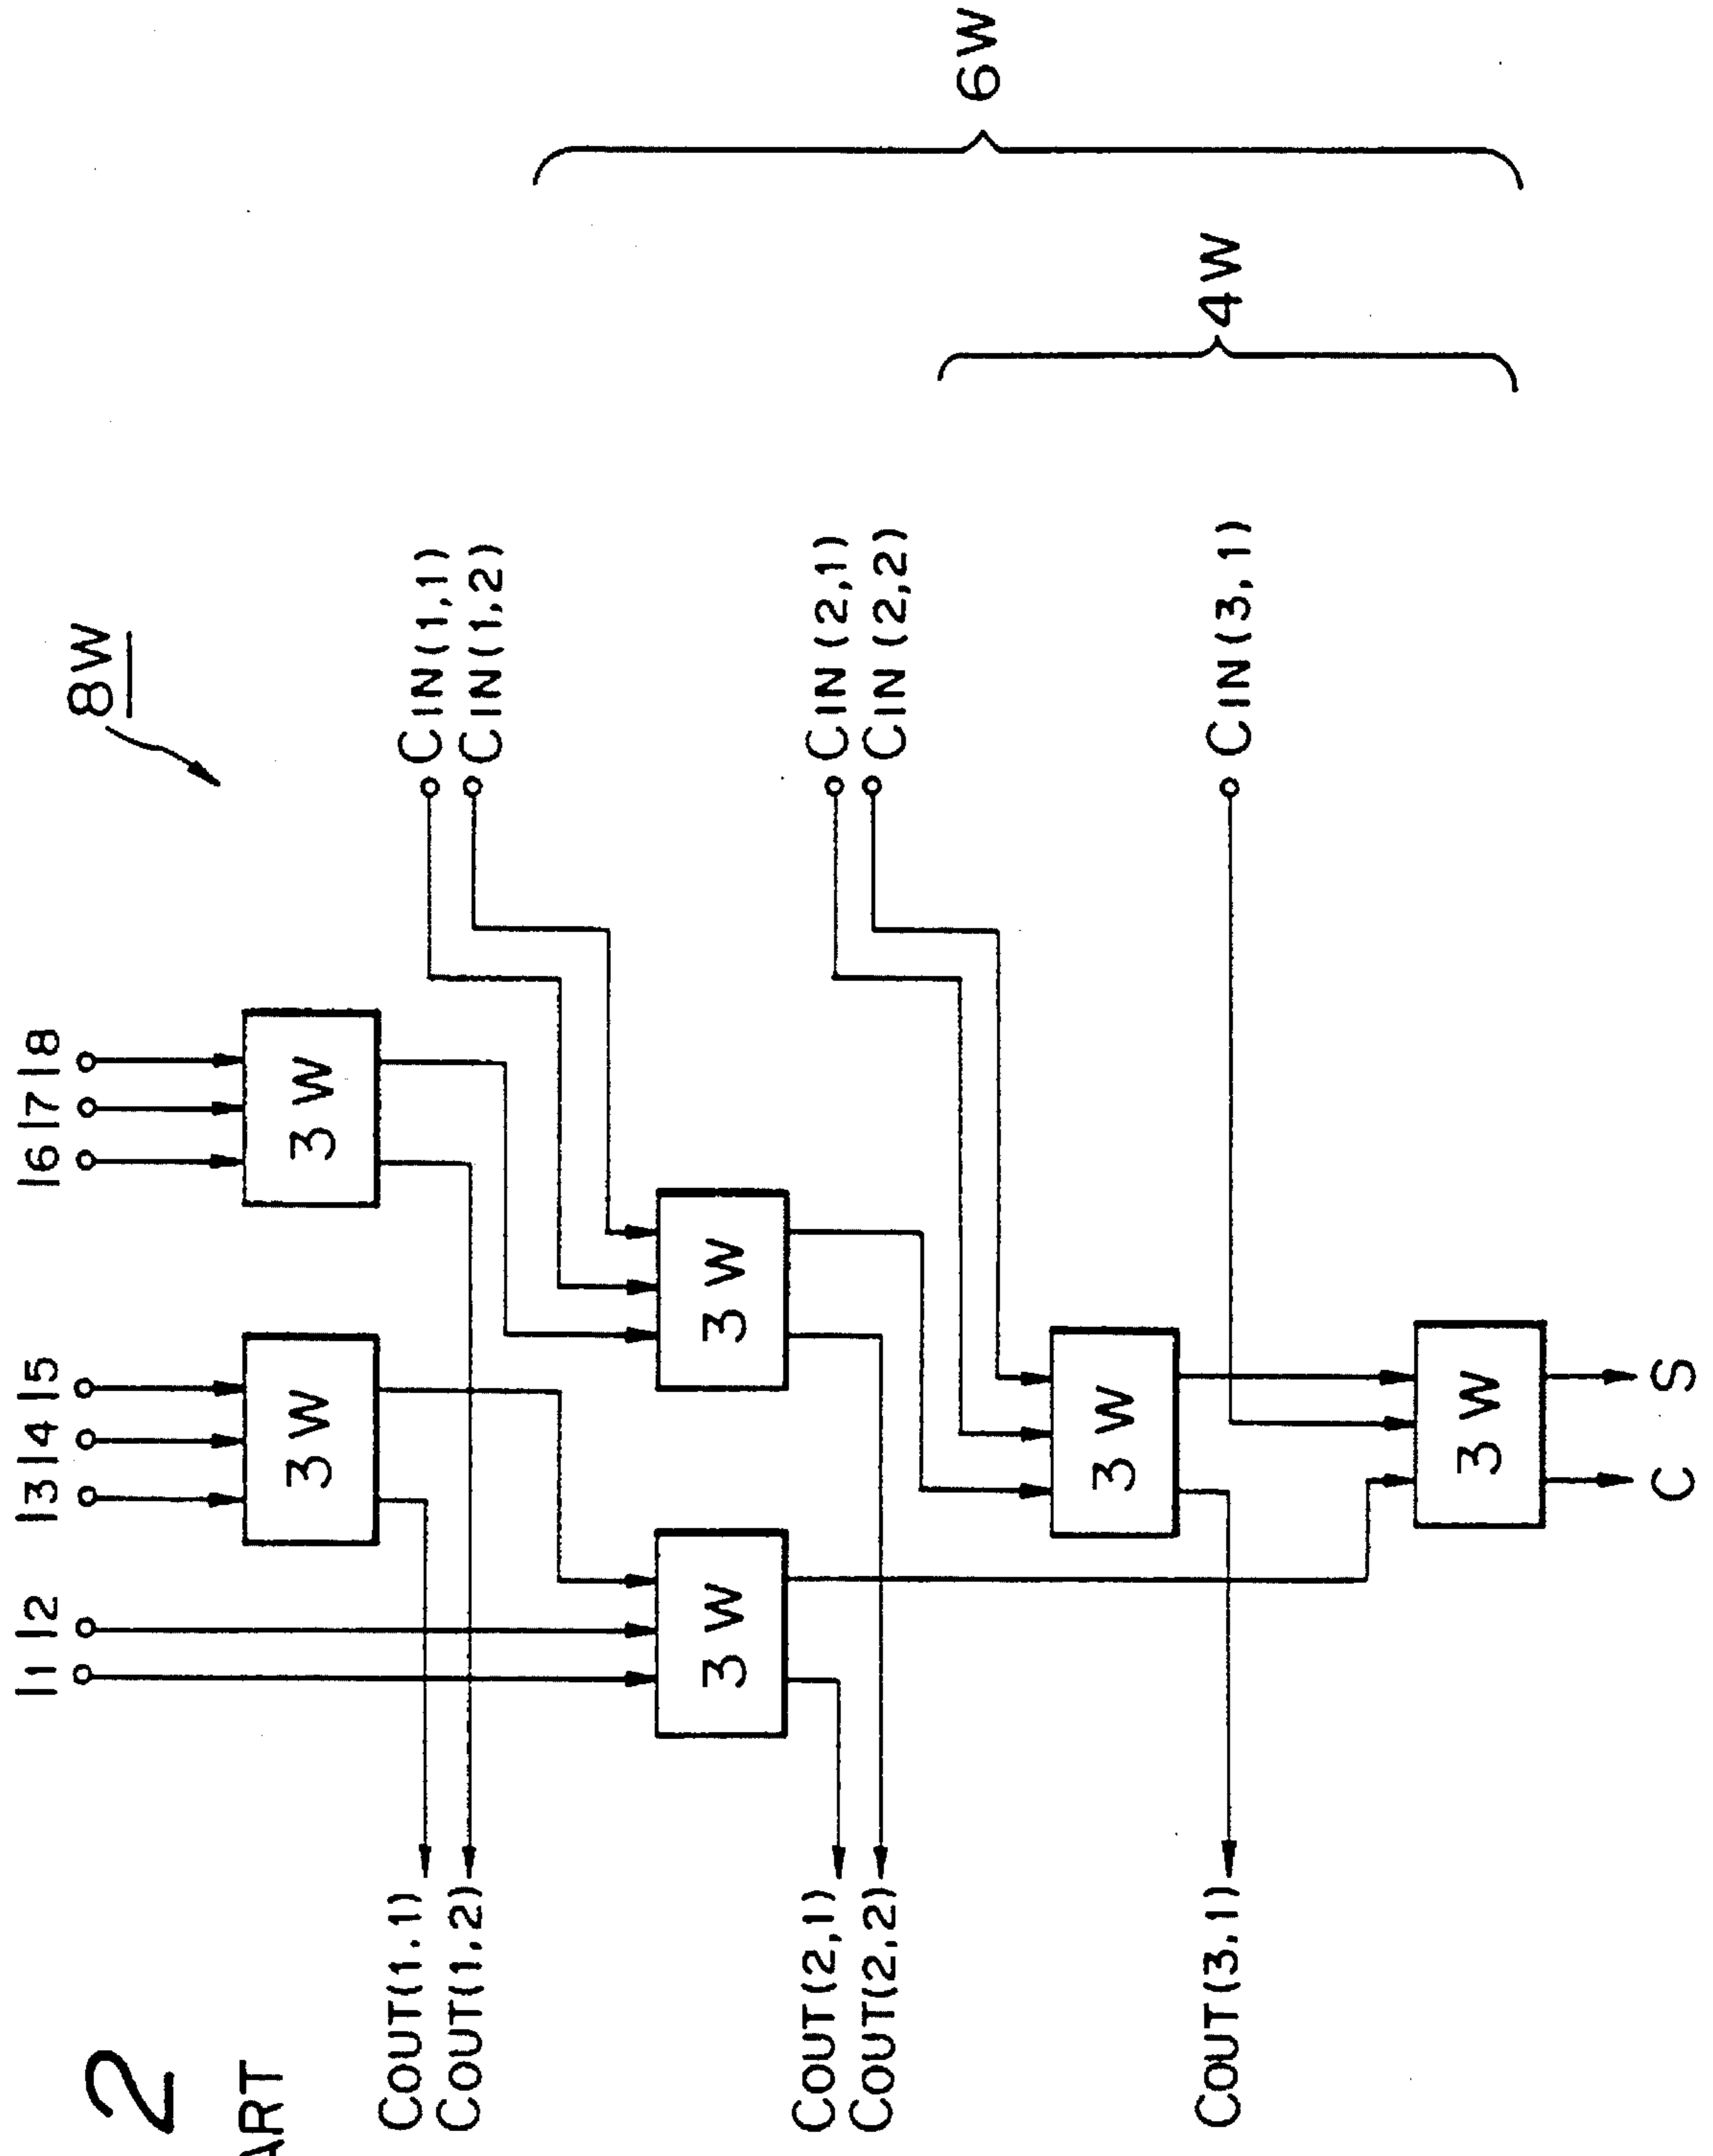 2
ART
8W
I1 I2 I3 I4 I5 I6 I7 I8
3W 3W
COUT(1,1) CIN(1,1)
COUT(1,2) CIN(1,2)
3W 3W
COUT(2,1) CIN(2,1)
COUT(2,2) CIN(2,2)
3W
COUT(3,1) CIN(3,1)
3W
C S
4W
6W